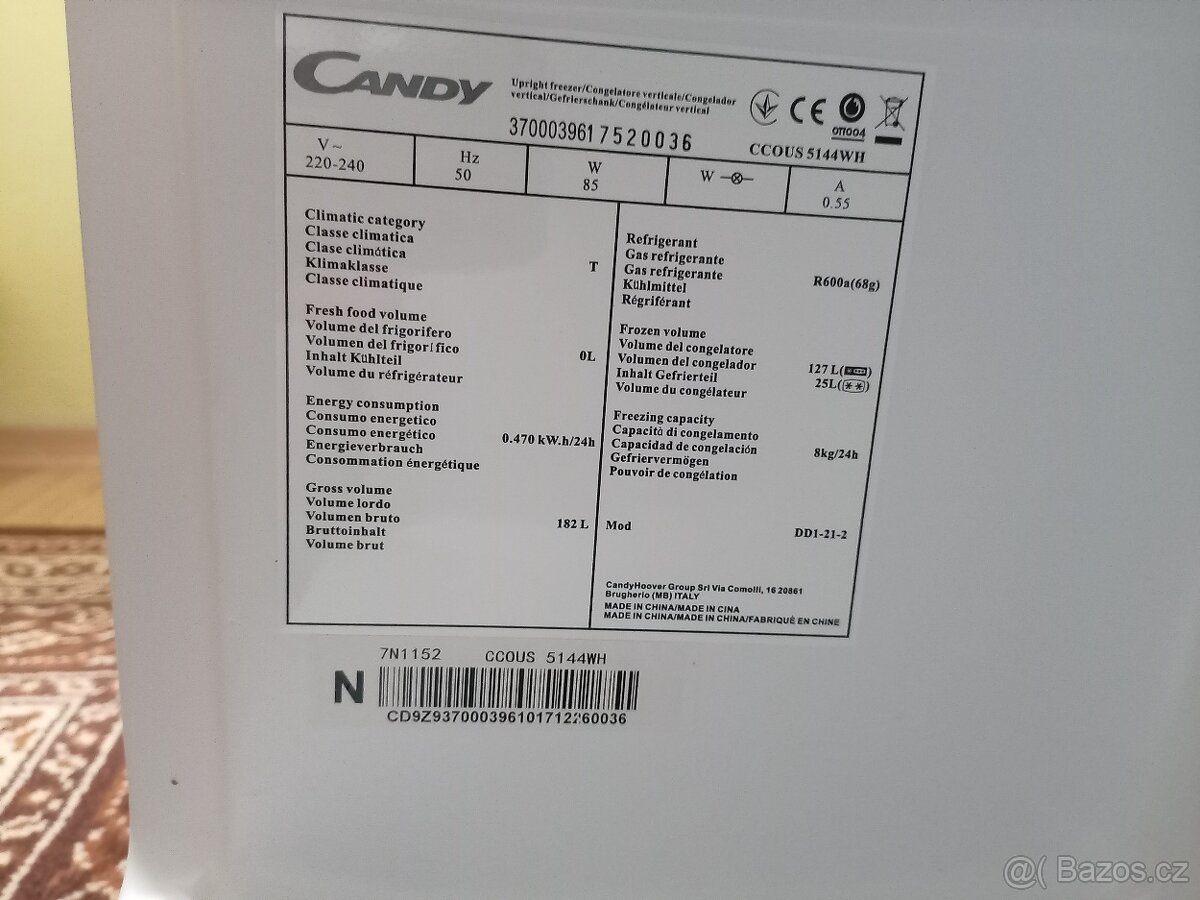 CANDY
Upright freezer/Congelatore verticale/Congelador
vertical/Gefrierschank/Congélateur vertical
CE
011004
3700039617520036
CCOUS 5144WH
V~
220-240
Hz
50
W
85
W
A
0.55
Climatic category
Classe climatica
Clase climática
Klimaklasse
Classe climatique
T
Fresh food volume
Volume del frigorifero
Volumen del frigorífico
Inhalt Kühlteil
Volume du réfrigérateur
0L
Energy consumption
Consumo energetico
Consumo energético
Energieverbrauch
Consommation énergétique
0.470 kW.h/24h
Gross volume
Volume lordo
Volumen bruto
Bruttoinhalt
Volume brut
182 L
Refrigerant
Gas refrigerante
Gas refrigerante
Kühlmittel
Régriférant
R600a(68g)
Frozen volume
Volume del congelatore
Volumen del congelador
Inhalt Gefrierteil
Volume du congélateur
127 L(****)
25L(**)
Freezing capacity
Capacità di congelamento
Capacidad de congelación
Gefriervermögen
Pouvoir de congélation
8kg/24h
Mod
DD1-21-2
CandyHoover Group Srl Via Comolli, 16 20861
Brugherio (MB) ITALY
MADE IN CHINA/MADE IN CINA
MADE IN CHINA/MADE IN CHINA/FABRIQUÉ EN CHINE
7N1152 CCOUS 5144WH
N
CD9Z937000396101712260036
@( Bazos.cz